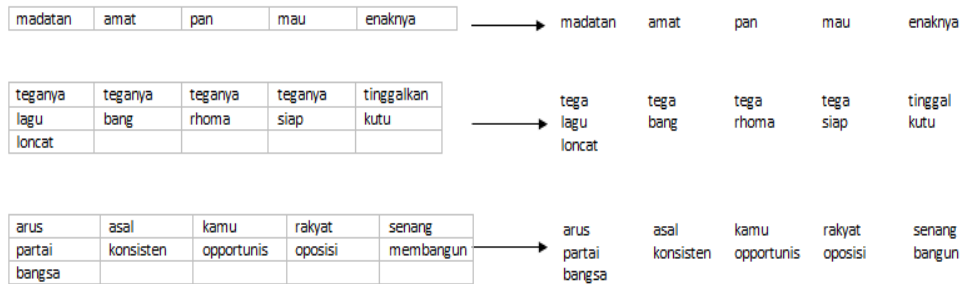 madatan amat pan mau enaknya madatan amat pan mau enaknya
teganya teganya teganya teganya tinggalkan tega tega tega tega tinggal
lagu bang rhoma siap kutu lagu bang rhoma siap kutu
loncat loncat
arus asal kamu rakyat senang arus asal kamu rakyat senang
partai konsisten opportunis oposisi membangun partai konsisten opportunis oposisi bangun
bangsa bangsa